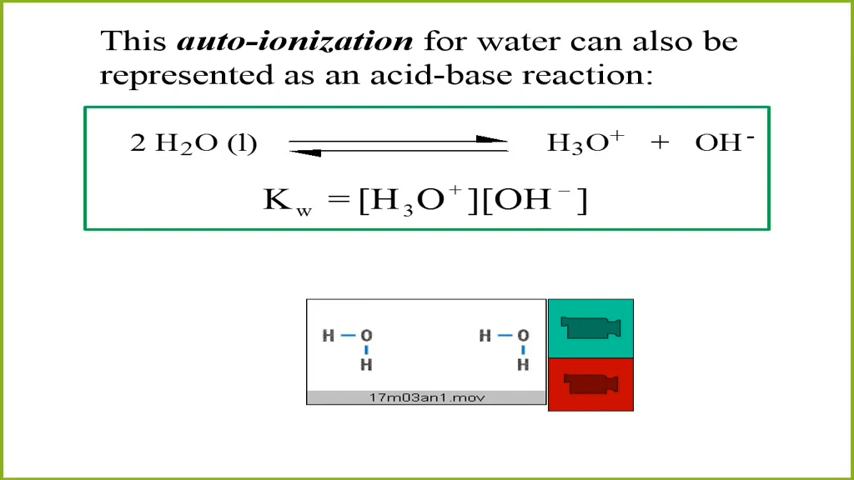 This auto-ionization for water can also be
represented as an acid-base reaction:
2 H₂O (l) ⇌ H₃O⁺ + OH⁻
K_w = [H₃O⁺][OH⁻]
H – O H – O
H H
17m03an1.mov